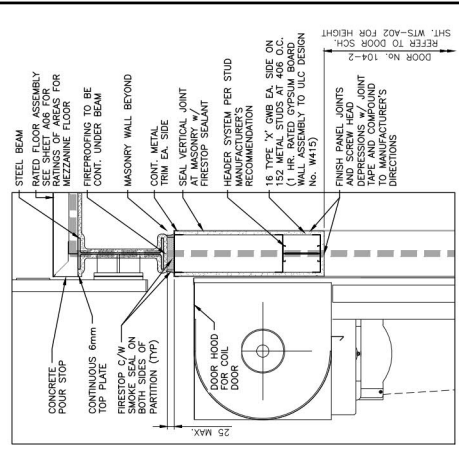 STEEL BEAM
RATED FLOOR ASSEMBLY
SEE SHEET A06 FOR
RATINGS OF AREAS FOR
MEZZANINE FLOOR
FIREPROOFING TO BE
CONT. UNDER BEAM
MASONRY WALL BEYOND
CONT. METAL
TRIM EA. SIDE
SEAL VERTICAL JOINT
AT MASONRY w/
FIRESTOP SEALANT
HEADER SYSTEM PER STUD
MANUFACTURER'S
RECOMMENDATION
16 TYPE 'X' GWB EA. SIDE ON
152 METAL STUDS AT 406 O.C.
(1 HR. RATED GYPSUM BOARD
WALL ASSEMBLY TO ULC DESIGN
No. W415)
FINISH PANEL JOINTS
AND SCREW HEAD
DEPRESSIONS w/ JOINT
TAPE AND COMPOUND
TO MANUFACTURER'S
DIRECTIONS
DOOR No. 104-2
REFER TO DOOR SCH.
SHT. WTS-A02 FOR HEIGHT
CONCRETE
POUR STOP
CONTINUOUS 6mm
TOP PLATE
FIRESTOP C/W
SMOKE SEAL ON
BOTH SIDES OF
PARTITION (TYP)
25 MAX.
DOOR HOOD
FOR COIL
DOOR